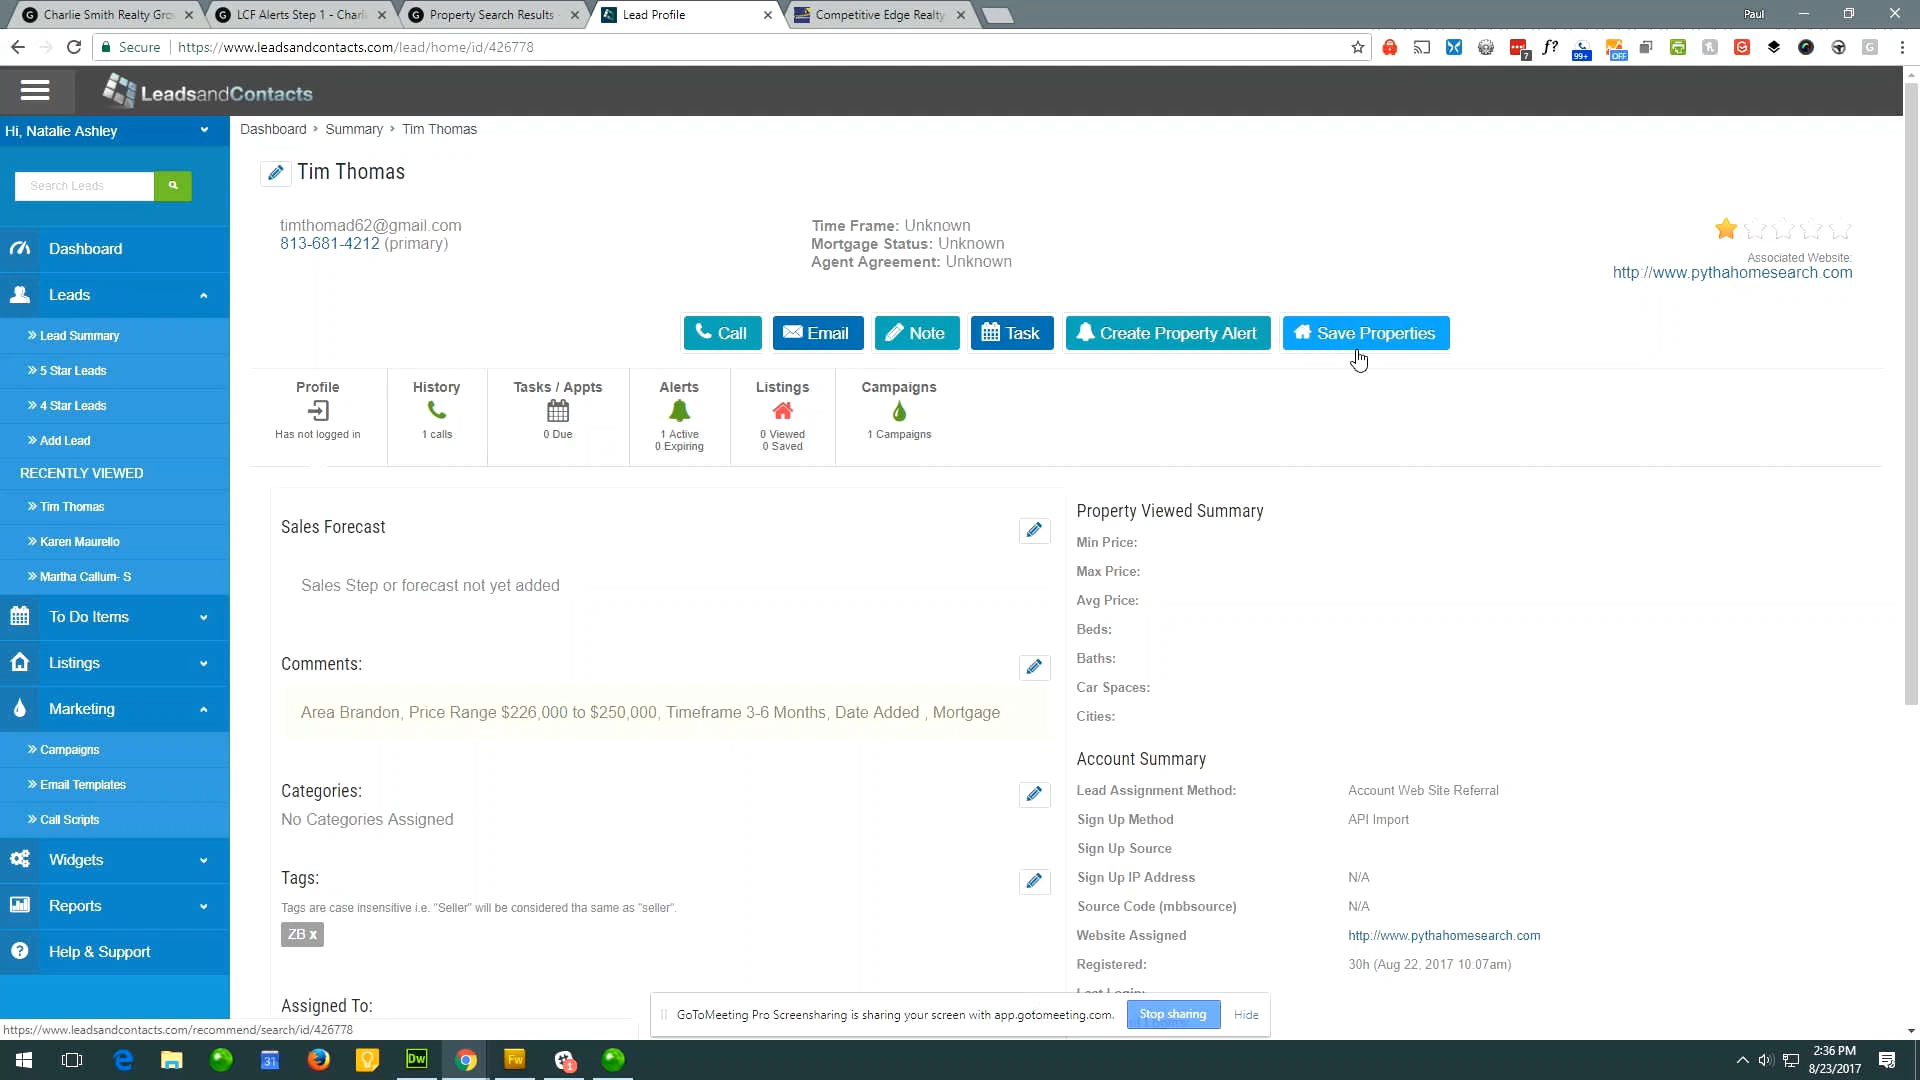 Charlie Smith Realty Gro
LCF Alerts Step 1 - Charli
Property Search Results
Lead Profile
Competitive Edge Realty
Paul
Secure
https://www.leadsandcontacts.com/lead/home/id/426778
7
f?
99+
OFF
LeadsandContacts
Hi, Natalie Ashley
Search Leads
Dashboard
Leads
Lead Summary
5 Star Leads
4 Star Leads
Add Lead
RECENTLY VIEWED
Tim Thomas
Karen Maurello
Martha Callum- S
To Do Items
Listings
Marketing
Campaigns
Email Templates
Call Scripts
Widgets
Reports
Help & Support
Dashboard > Summary > Tim Thomas
Tim Thomas
timthomad62@gmail.com
813-681-4212 (primary)
Time Frame: Unknown
Mortgage Status: Unknown
Agent Agreement: Unknown
Associated Website:
http://www.pythahomesearch.com
Call
Email
Note
Task
Create Property Alert
Save Properties
Profile
Has not logged in
History
1 calls
Tasks / Appts
0 Due
Alerts
1 Active
0 Expiring
Listings
0 Viewed
0 Saved
Campaigns
1 Campaigns
Sales Forecast
Sales Step or forecast not yet added
Comments:
Area Brandon, Price Range $226,000 to $250,000, Timeframe 3-6 Months, Date Added , Mortgage
Categories:
No Categories Assigned
Tags:
Tags are case insensitive i.e. "Seller" will be considered tha same as "seller".
ZB x
Assigned To:
Property Viewed Summary
Min Price:
Max Price:
Avg Price:
Beds:
Baths:
Car Spaces:
Cities:
Account Summary
Lead Assignment Method: Account Web Site Referral
Sign Up Method API Import
Sign Up Source
Sign Up IP Address N/A
Source Code (mbbsource) N/A
Website Assigned http://www.pythahomesearch.com
Registered: 30h (Aug 22, 2017 10:07am)
Last Login:
GoToMeeting Pro Screensharing is sharing your screen with app.gotomeeting.com.
Stop sharing
Hide
https://www.leadsandcontacts.com/recommend/search/id/426778
31
Dw
Fw
1
2:36 PM
8/23/2017